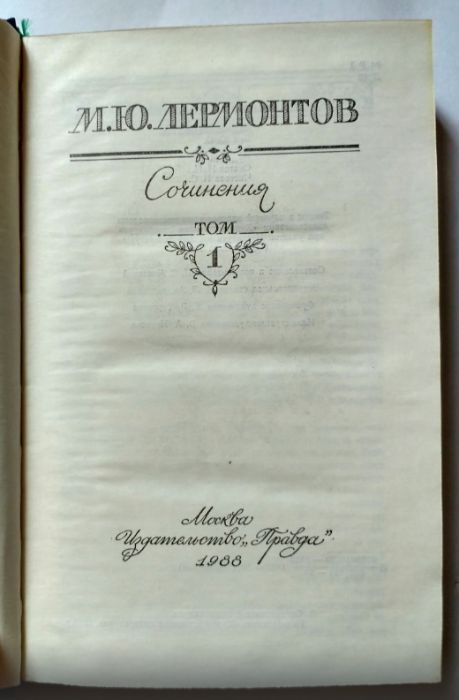 М.Ю.ЛЕРМОНТОВ
Сочинения
ТОМ
1
Москва
Издательство „Правда"
1988